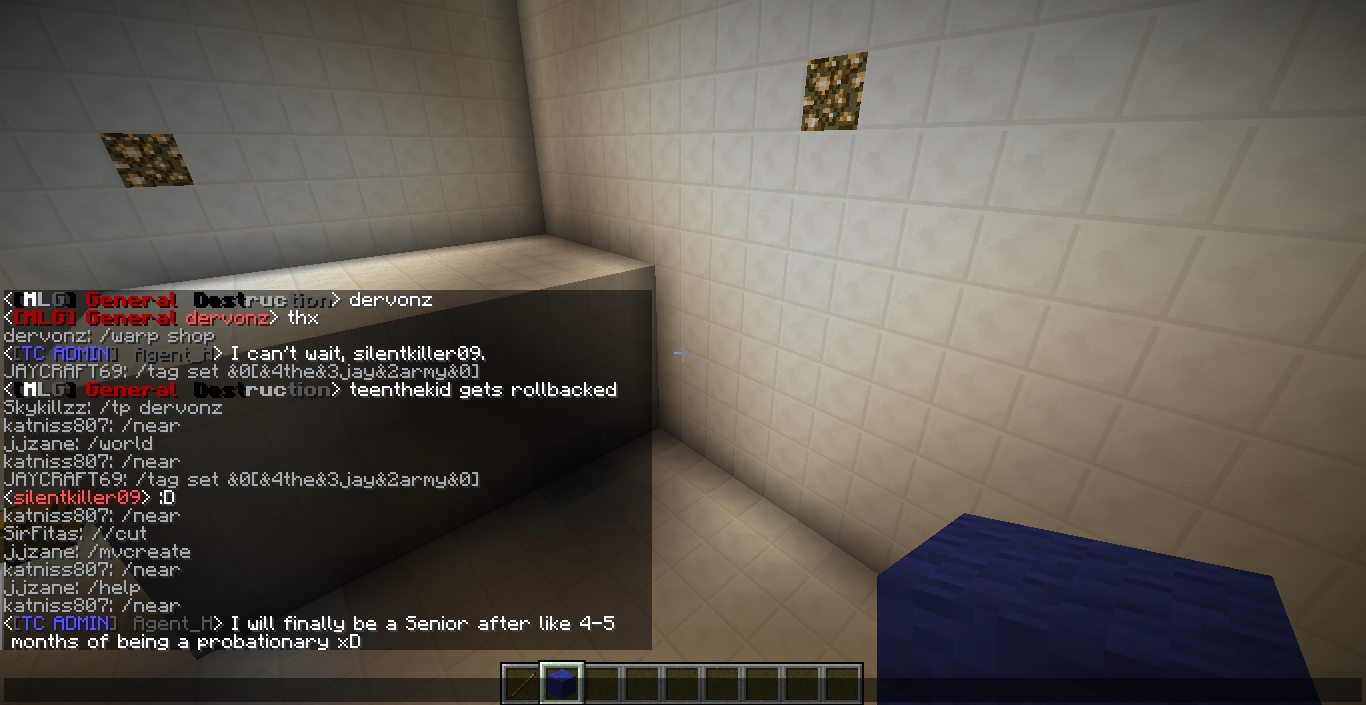 <[MLG] General Destruction> dervonz
<[MLG] General dervonz> thx
dervonz: /warp shop
<[TC ADMIN] Agent_H> I can't wait, silentkiller09.
JAYCRAFT69: /tag set &0[&4the&3jay&2army&0]
<[MLG] General Destruction> teenthekid gets rollbacked
Skykillzz: /tp dervonz
katniss807: /near
jjzane: /world
katniss807: /near
JAYCRAFT69: /tag set &0[&4the&3jay&2army&0]
<silentkiller09> :D
katniss807: /near
SirFitas: //cut
jjzane: /mvcreate
katniss807: /near
jjzane: /help
katniss807: /near
<[TC ADMIN] Agent_H> I will finally be a Senior after like 4-5
months of being a probationary xD